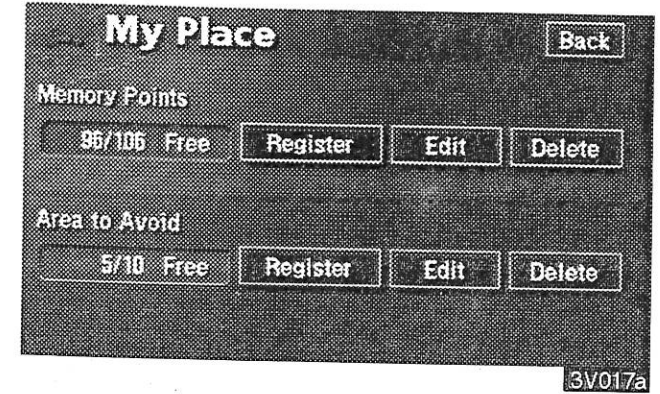 My Place Back
Memory Points
96/106 Free Register Edit Delete
Area to Avoid
5/10 Free Register Edit Delete
3V017a